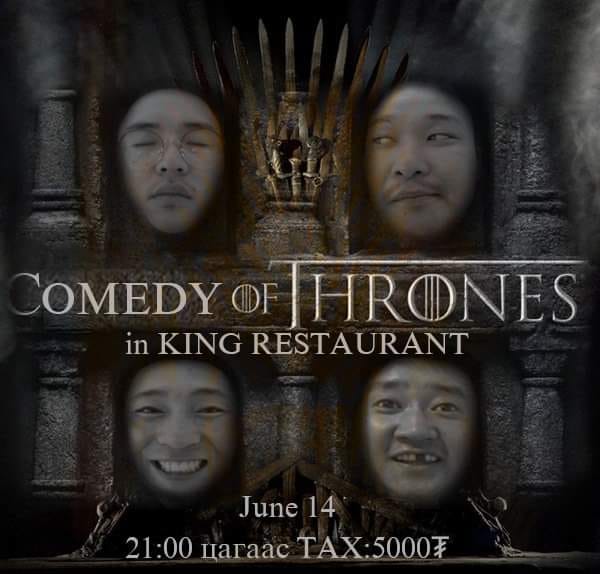 COMEDY OF THRONES
in KING RESTAURANT
June 14
21:00 цагаас TAX:5000₮